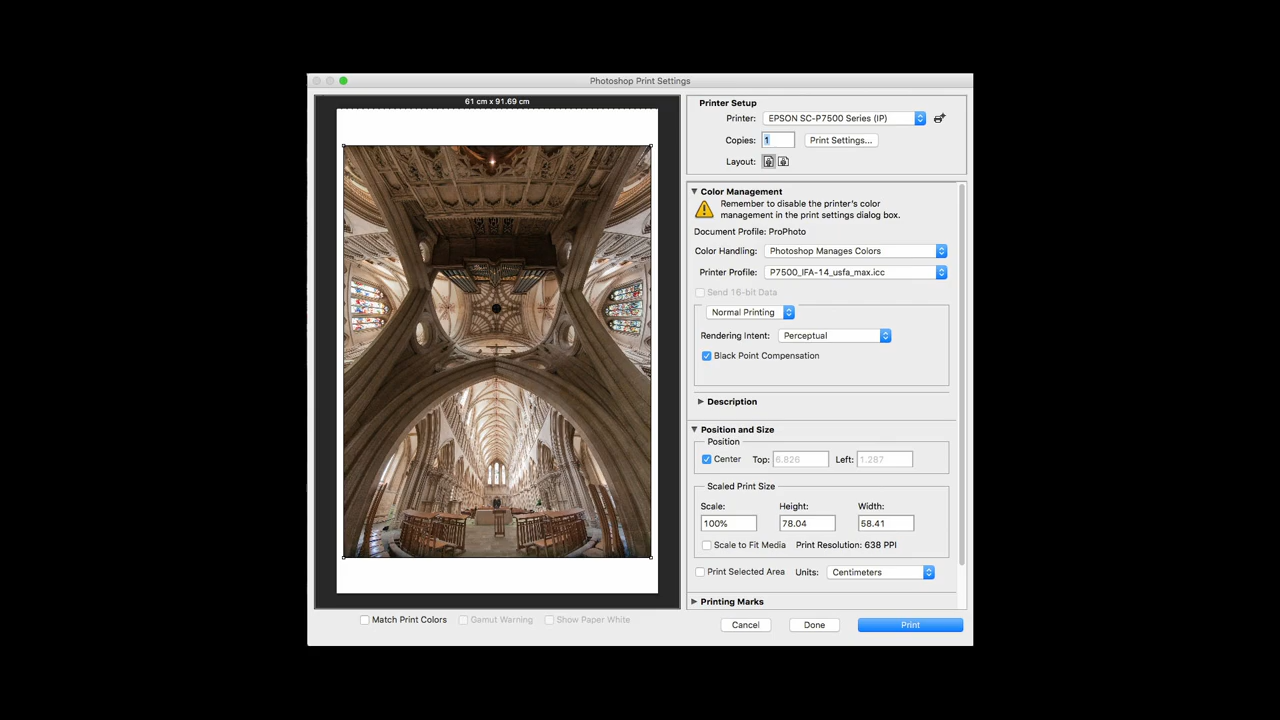 Photoshop Print Settings
61 cm x 91.69 cm
Printer Setup
Printer: EPSON SC-P7500 Series (IP)
Copies: 1 Print Settings...
Layout:
Color Management
Remember to disable the printer's color
management in the print settings dialog box.
Document Profile: ProPhoto
Color Handling: Photoshop Manages Colors
Printer Profile: P7500_IFA-14_usfa_max.icc
Send 16-bit Data
Normal Printing
Rendering Intent: Perceptual
Black Point Compensation
Description
Position and Size
Position
Center Top: 6.826 Left: 1.287
Scaled Print Size
Scale: Height: Width:
100% 78.04 58.41
Scale to Fit Media Print Resolution: 638 PPI
Print Selected Area Units: Centimeters
Printing Marks
Match Print Colors Gamut Warning Show Paper White
Cancel Done Print